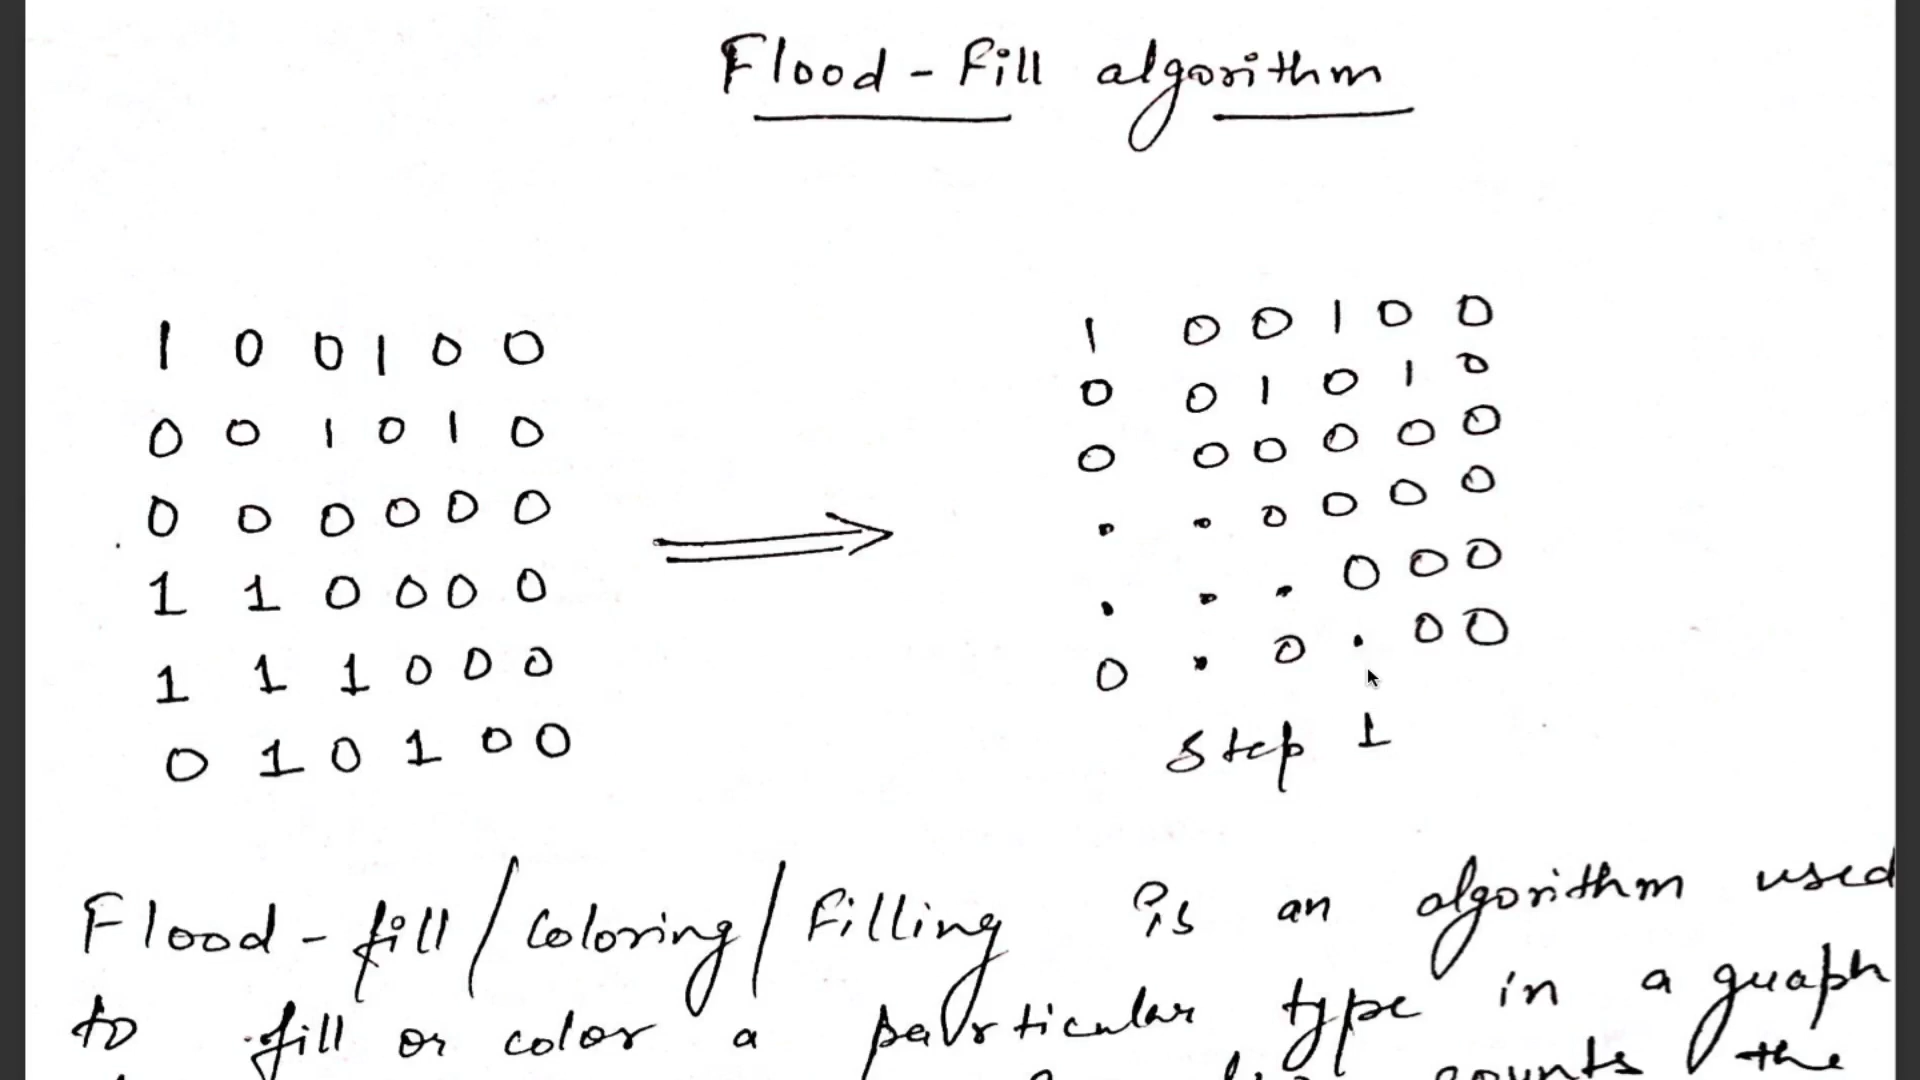 Flood - fill algorithm
1 0 0 1 0 0
0 0 1 0 1 0
0 0 0 0 0 0
1 1 0 0 0 0
1 1 1 0 0 0
0 1 0 1 0 0
1 0 0 1 0 0
0 0 1 0 1 0
0 0 0 0 0 0
. . 0 0 0 0
. . . 0 0 0
0 . 0 . 0 0
Step 1
Flood - fill / coloring / filling is an algorithm used
to fill or color a particular type in a graph
counts the